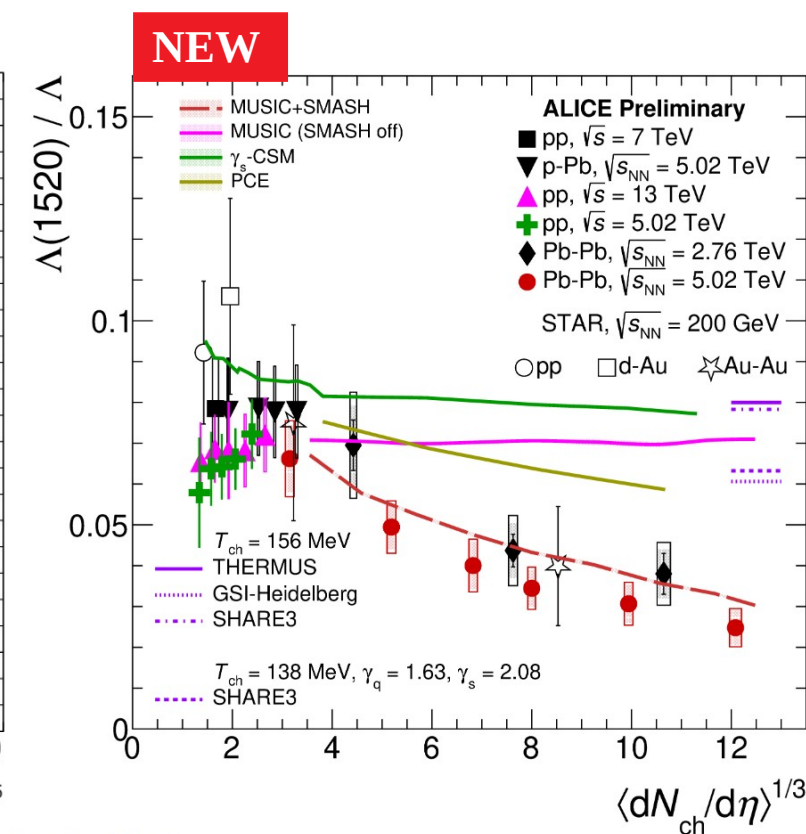 NEW
Λ(1520) / Λ
0.15
0.1
0.05
0
MUSIC+SMASH
MUSIC (SMASH off)
γs-CSM
PCE
ALICE Preliminary
pp, √s = 7 TeV
p-Pb, √sNN = 5.02 TeV
pp, √s = 13 TeV
pp, √s = 5.02 TeV
Pb-Pb, √sNN = 2.76 TeV
Pb-Pb, √sNN = 5.02 TeV
STAR, √sNN = 200 GeV
pp d-Au Au-Au
Tch = 156 MeV
THERMUS
GSI-Heidelberg
SHARE3
Tch = 138 MeV, γq = 1.63, γs = 2.08
SHARE3
0 2 4 6 8 10 12
⟨dNch/dη⟩1/3